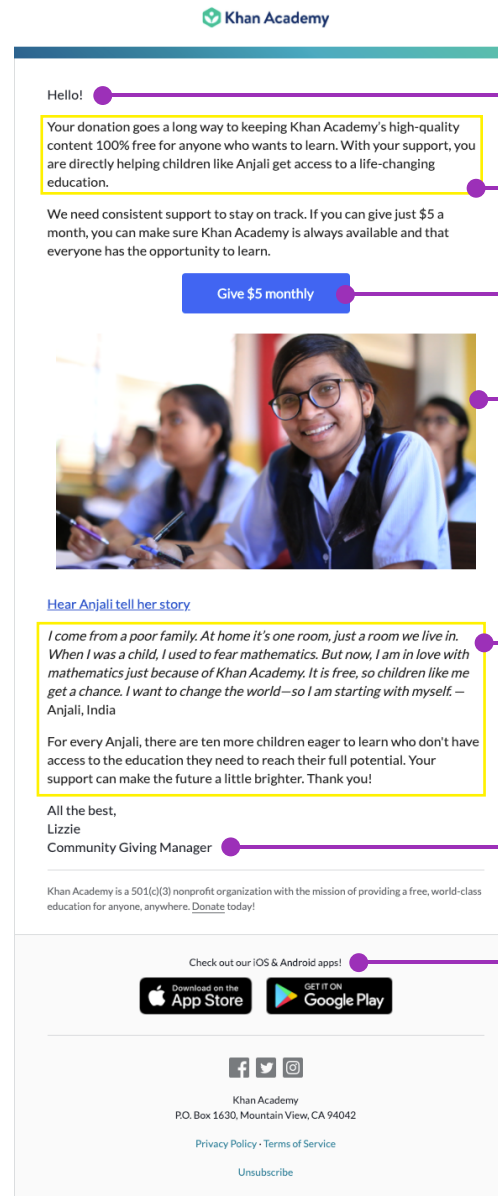 Khan Academy
Hello!
Your donation goes a long way to keeping Khan Academy's high-quality
content 100% free for anyone who wants to learn. With your support, you
are directly helping children like Anjali get access to a life-changing
education.
We need consistent support to stay on track. If you can give just $5 a
month, you can make sure Khan Academy is always available and that
everyone has the opportunity to learn.
Give $5 monthly
Hear Anjali tell her story
I come from a poor family. At home it's one room, just a room we live in.
When I was a child, I used to fear mathematics. But now, I am in love with
mathematics just because of Khan Academy. It is free, so children like me
get a chance. I want to change the world—so I am starting with myself. —
Anjali, India
For every Anjali, there are ten more children eager to learn who don't have
access to the education they need to reach their full potential. Your
support can make the future a little brighter. Thank you!
All the best,
Lizzie
Community Giving Manager
Khan Academy is a 501(c)(3) nonprofit organization with the mission of providing a free, world-class
education for anyone, anywhere. Donate today!
Check out our iOS & Android apps!
Download on the
App Store
GET IT ON
Google Play
Khan Academy
P.O. Box 1630, Mountain View, CA 94042
Privacy Policy · Terms of Service
Unsubscribe